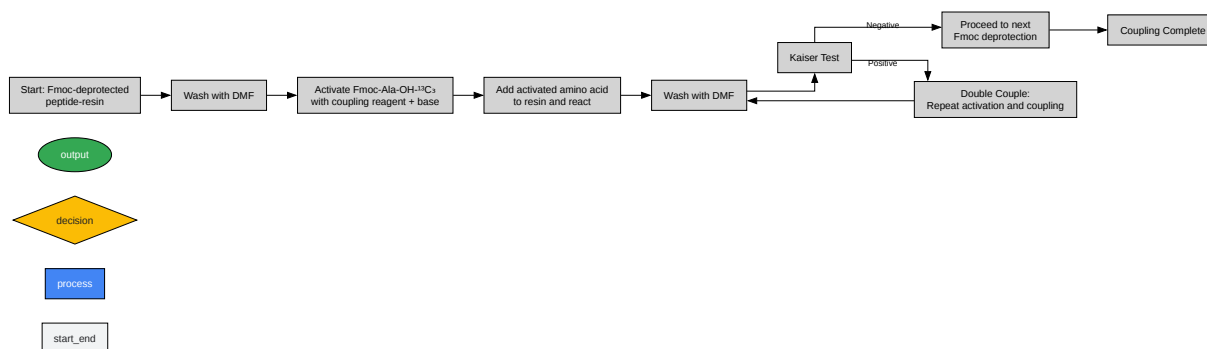 Start: Fmoc-deprotected
peptide-resin
Wash with DMF
Activate Fmoc-Ala-OH-¹³C₃
with coupling reagent + base
Add activated amino acid
to resin and react
Wash with DMF
Kaiser Test
Negative
Positive
Proceed to next
Fmoc deprotection
Coupling Complete
Double Couple:
Repeat activation and coupling
output
decision
process
start_end